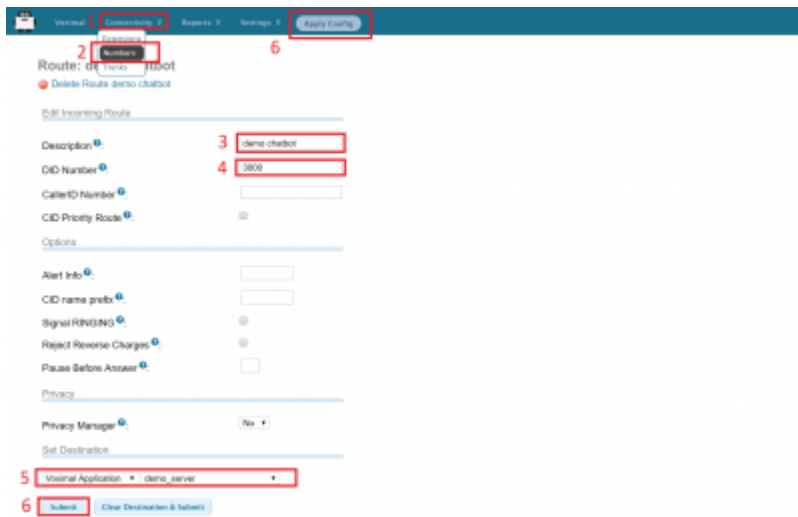 Voximal 1 Connectivity Reports Settings 6 Apply Config
Extensions
2 Numbers
Trunks
Route: demo chatbot
Delete Route demo chatbot
Edit Incoming Route
Description : 3 demo chatbot
DID Number : 4 3800
CallerID Number :
CID Priority Route :
Options
Alert Info :
CID name prefix :
Signal RINGING :
Reject Reverse Charges :
Pause Before Answer :
Privacy
Privacy Manager : No
Set Destination
5 Voximal Application demo_server
6 Submit Clear Destination & Submit